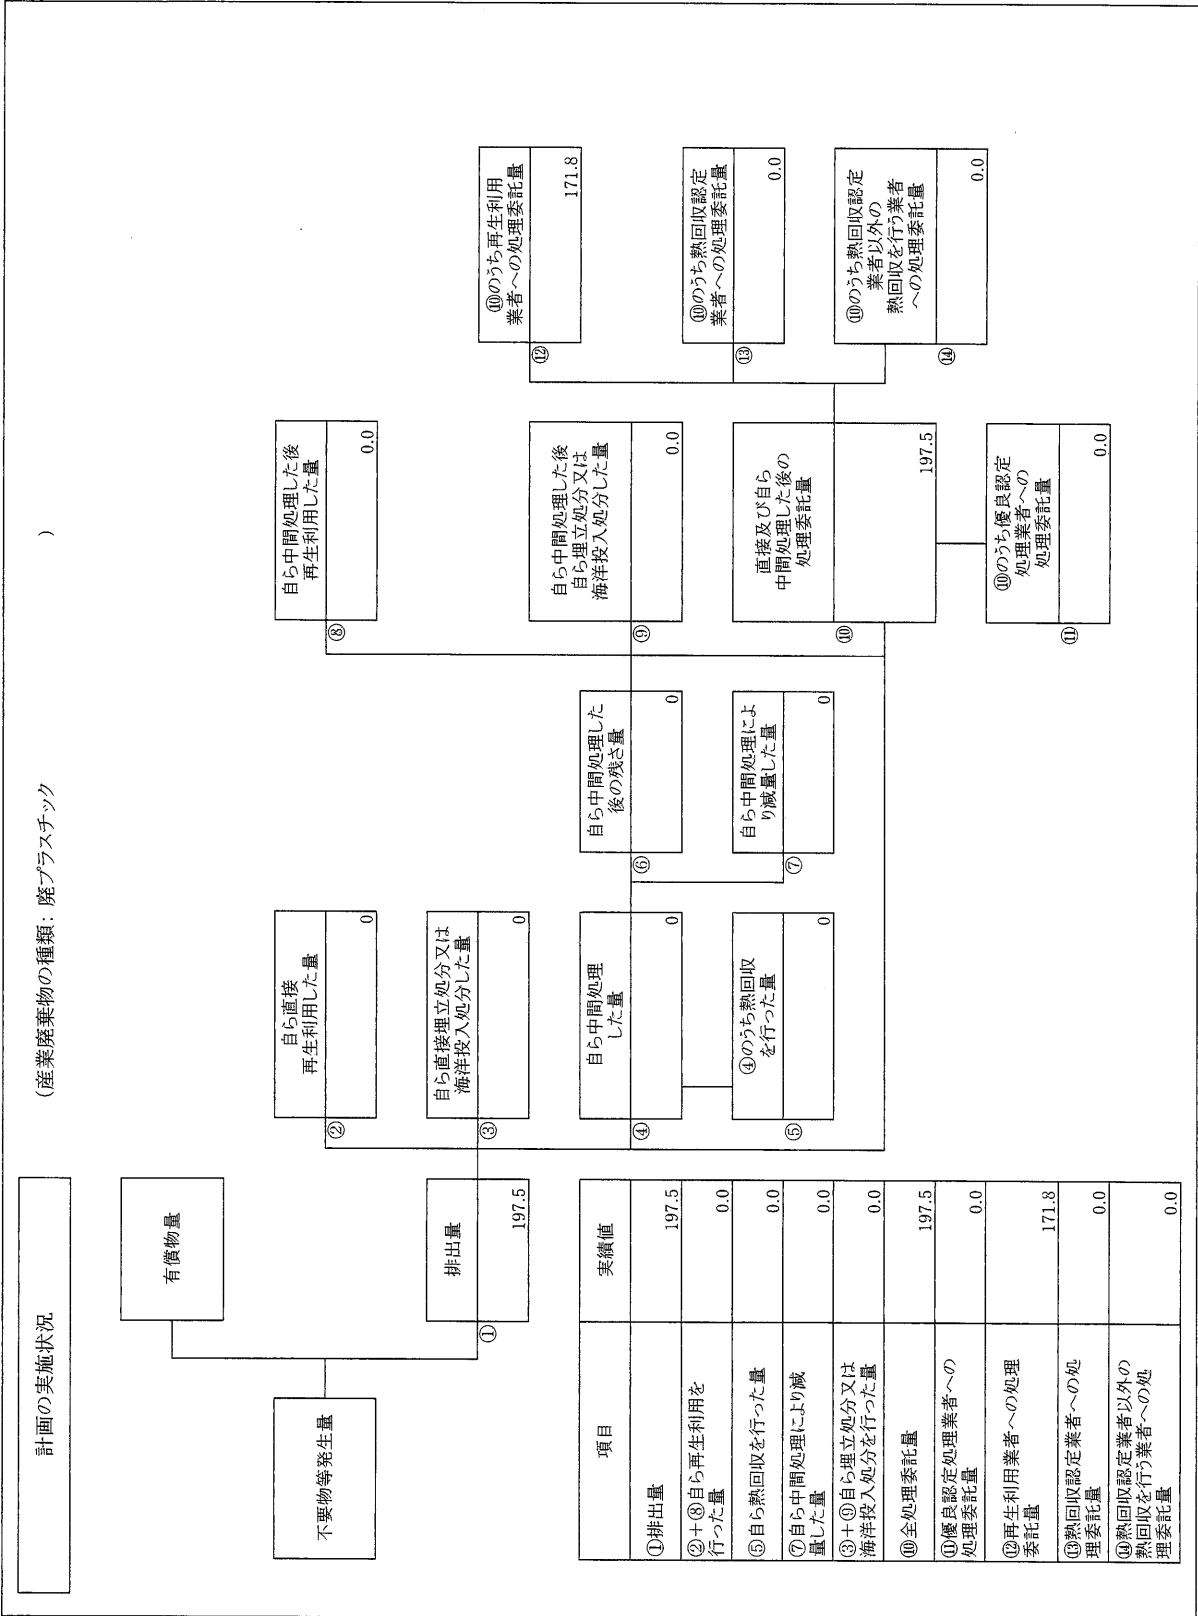 計画の実施状況
(産業廃棄物の種類: 廃プラスチック
)
不要物等発生量
有償物量
①
排出量
197.5
②
自ら直接
再生利用した量
0
③
自ら直接埋立処分又は
海洋投入処分した量
0
④
自ら中間処理
した量
0
⑤
④のうち熱回収
を行った量
0
⑥
自ら中間処理した
後の残さ量
0
⑦
自ら中間処理によ
り減量した量
0
⑧
自ら中間処理した後
再生利用した量
0.0
⑨
自ら中間処理した後
自ら埋立処分又は
海洋投入処分した量
0.0
⑩
直接及び自ら
中間処理した後の
処理委託量
197.5
⑪
⑩のうち優良認定
処理業者への
処理委託量
0.0
⑫
⑩のうち再生利用
業者への処理委託量
171.8
⑬
⑩のうち熱回収認定
業者への処理委託量
0.0
⑭
⑩のうち熱回収認定
業者以外の
熱回収を行う業者
への処理委託量
0.0
項目
実績値
①排出量
197.5
②+⑧自ら再生利用を
行った量
0.0
⑤自ら熱回収を行った量
0.0
⑦自ら中間処理により減
量した量
0.0
③+⑨自ら埋立処分又は
海洋投入処分を行った量
0.0
⑩全処理委託量
197.5
⑪優良認定処理業者への
処理委託量
0.0
⑫再生利用業者への処理
委託量
171.8
⑬熱回収認定業者への処
理委託量
0.0
⑭熱回収認定業者以外の
熱回収を行う業者への処
理委託量
0.0